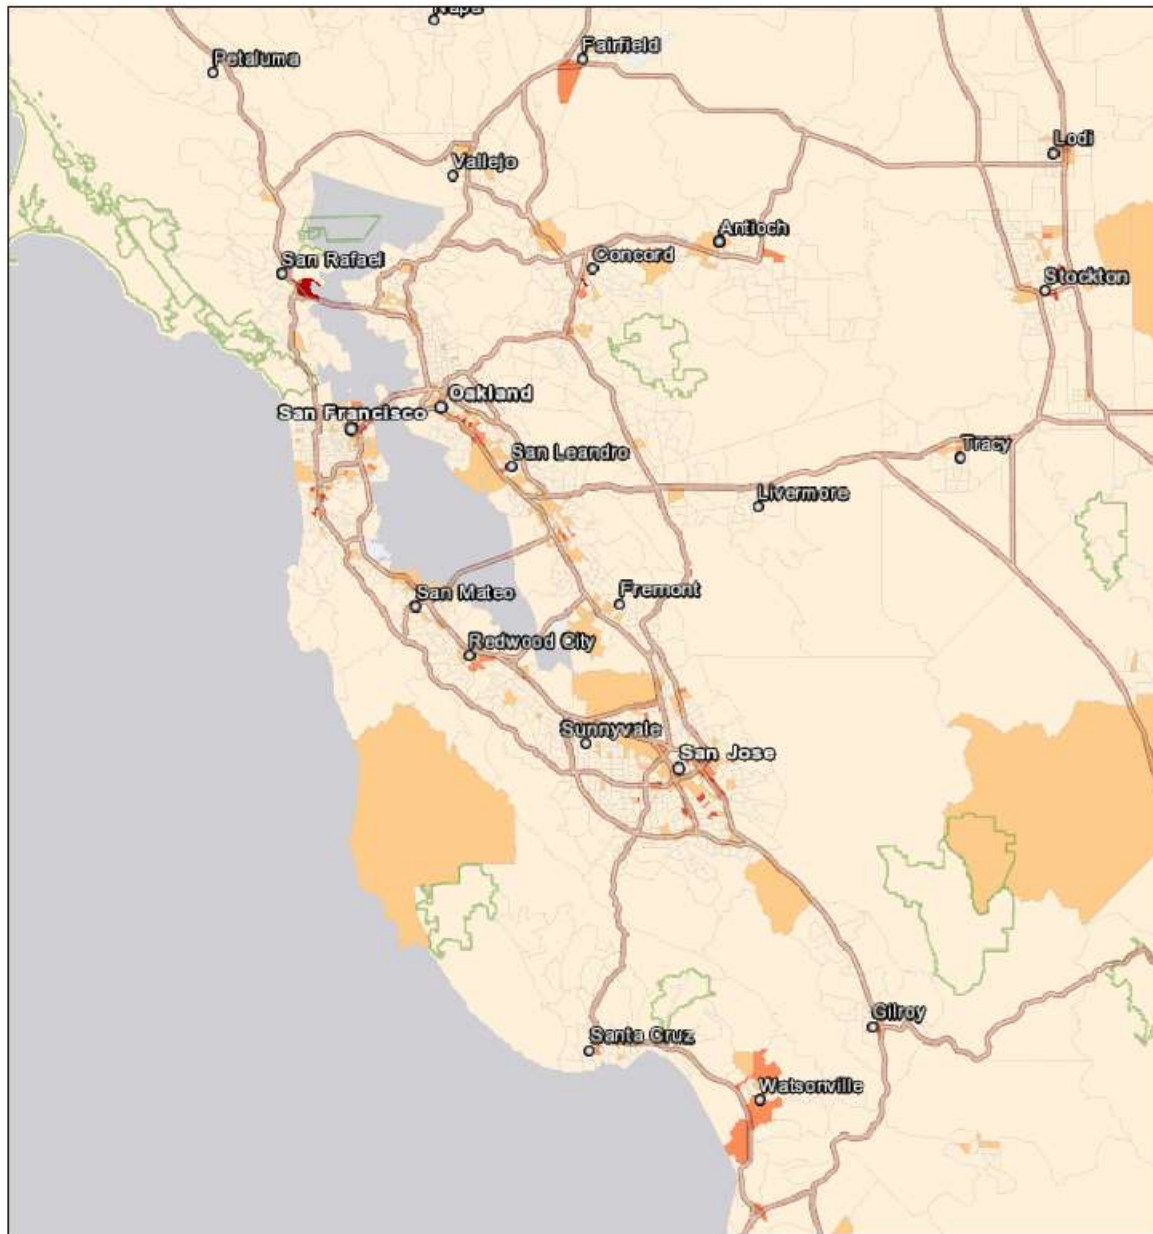 Napa
Fairfield
Petaluma
Lodi
Vallejo
Antioch
San Rafael
Concord
Stockton
Oakland
San Francisco
San Leandro
Tracy
Livermore
San Mateo
Fremont
Redwood City
Sunnyvale
San Jose
Gilroy
Santa Cruz
Watsonville